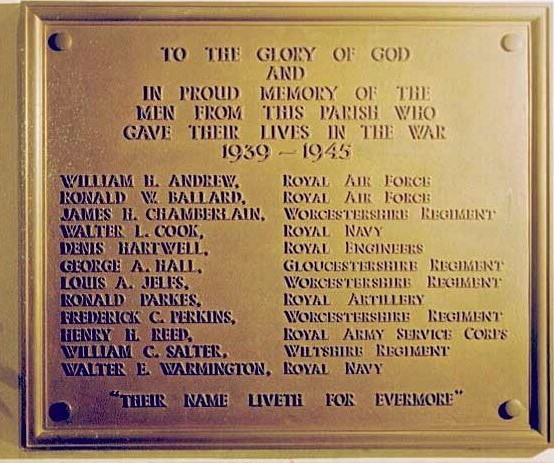 TO THE GLORY OF GOD
AND
IN PROUD MEMORY OF THE
MEN FROM THIS PARISH WHO
GAVE THEIR LIVES IN THE WAR
1939 – 1945
WILLIAM H. ANDREW, ROYAL AIR FORCE
RONALD W. BALLARD, ROYAL AIR FORCE
JAMES H. CHAMBERLAIN, WORCESTERSHIRE REGIMENT
WALTER L. COOK, ROYAL NAVY
DENIS HARTWELL, ROYAL ENGINEERS
GEORGE A. HALL, GLOUCESTERSHIRE REGIMENT
LOUIS A. JELFS, WORCESTERSHIRE REGIMENT
RONALD PARKES, ROYAL ARTILLERY
FREDERICK C. PERKINS, WORCESTERSHIRE REGIMENT
HENRY H. REED, ROYAL ARMY SERVICE CORPS
WILLIAM C. SALTER, WILTSHIRE REGIMENT
WALTER E. WARMINGTON, ROYAL NAVY
"THEIR NAME LIVETH FOR EVERMORE"